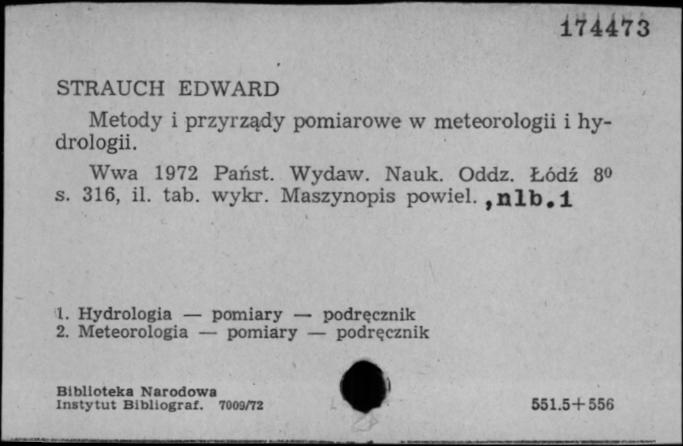 174473
STRAUCH EDWARD
Metody i przyrządy pomiarowe w meteorologii i hy-
drologii.
Wwa 1972 Państ. Wydaw. Nauk. Oddz. Łódź 8⁰
s. 316, il. tab. wykr. Maszynopis powiel. ,nlb.1
1. Hydrologia — pomiary — podręcznik
2. Meteorologia — pomiary — podręcznik
Biblioteka Narodowa
Instytut Bibliograf. 7009/72
551.5+556